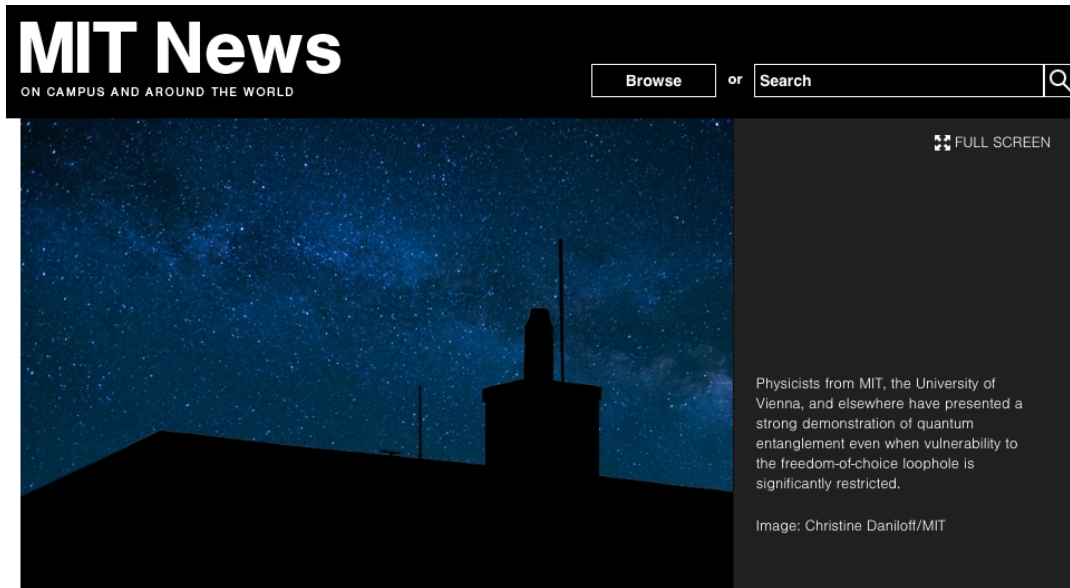 MIT News
ON CAMPUS AND AROUND THE WORLD
Browse or Search
FULL SCREEN
Physicists from MIT, the University of
Vienna, and elsewhere have presented a
strong demonstration of quantum
entanglement even when vulnerability to
the freedom-of-choice loophole is
significantly restricted.
Image: Christine Daniloff/MIT